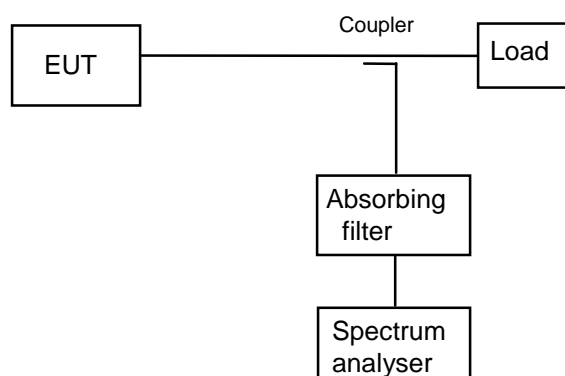 Coupler
EUT
Load
Absorbing
filter
Spectrum
analyser